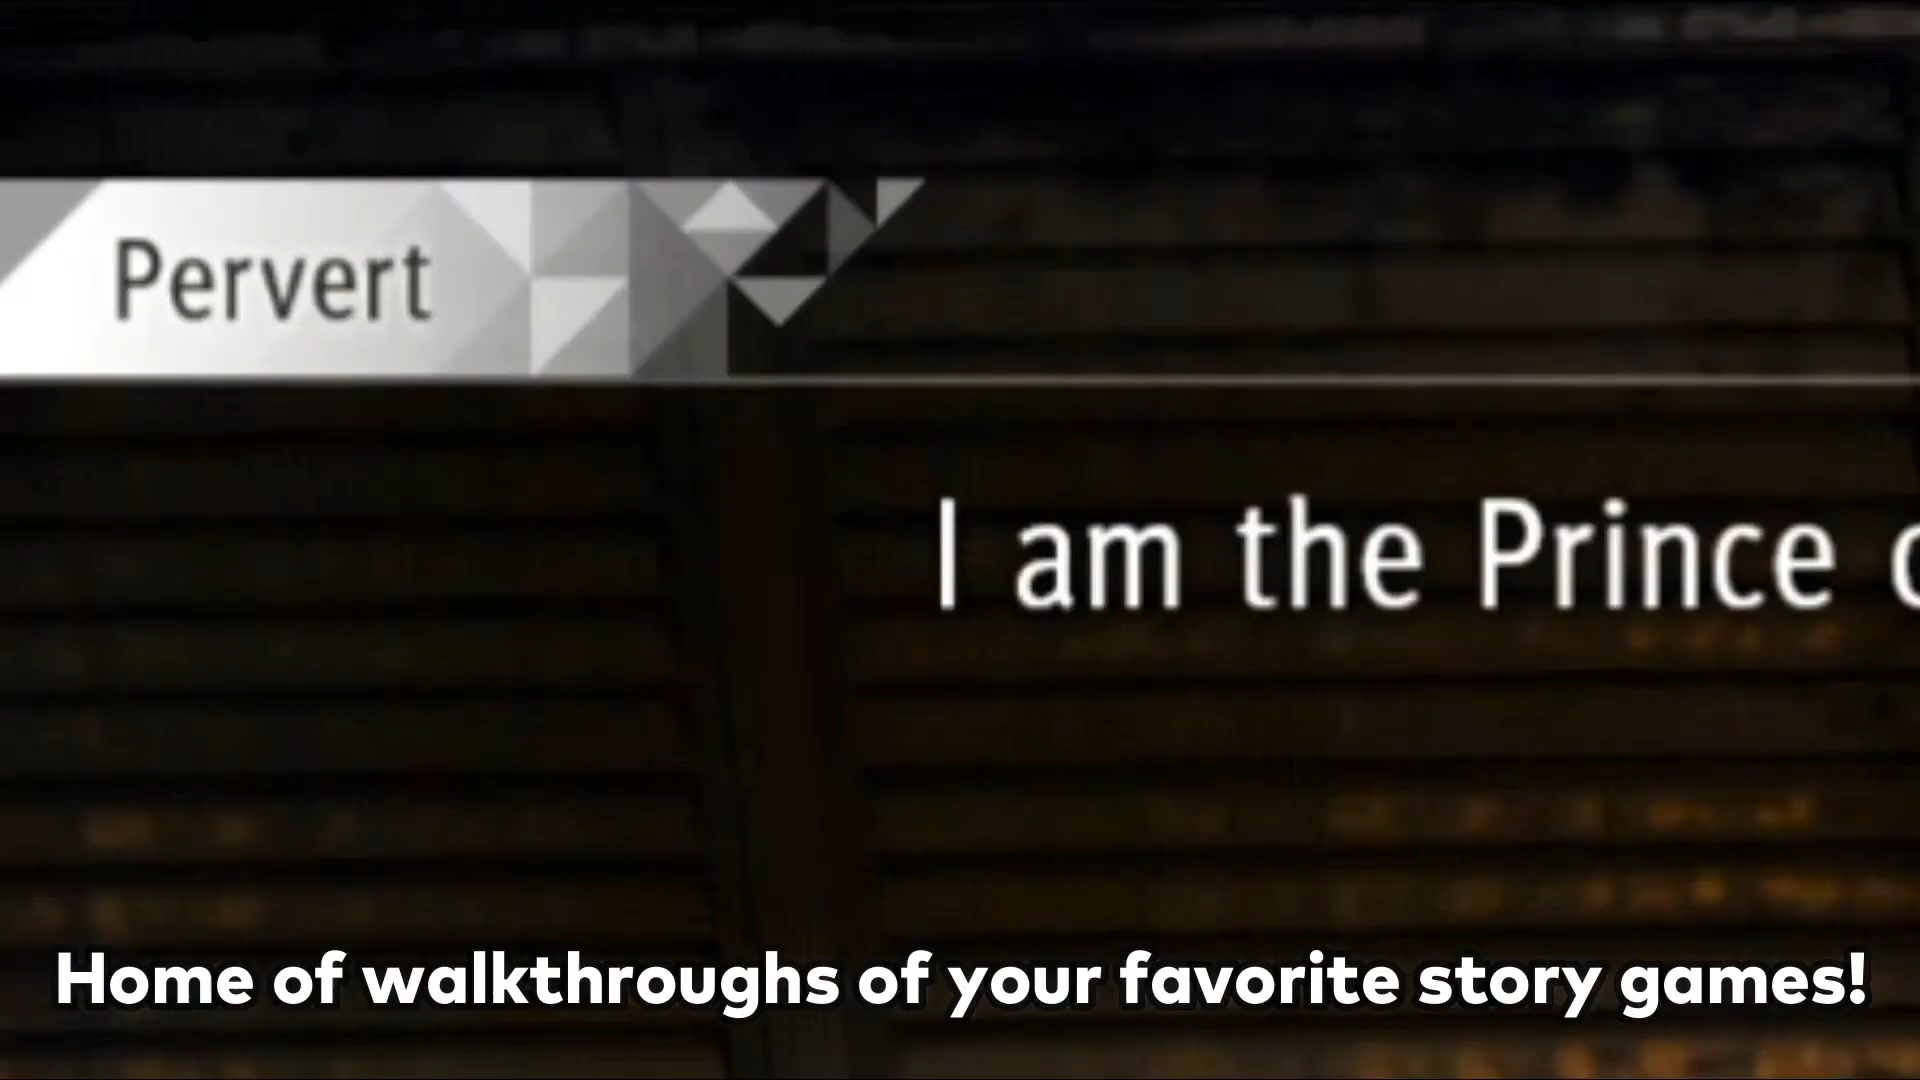 Pervert
I am the Prince
Home of walkthroughs of your favorite story games!